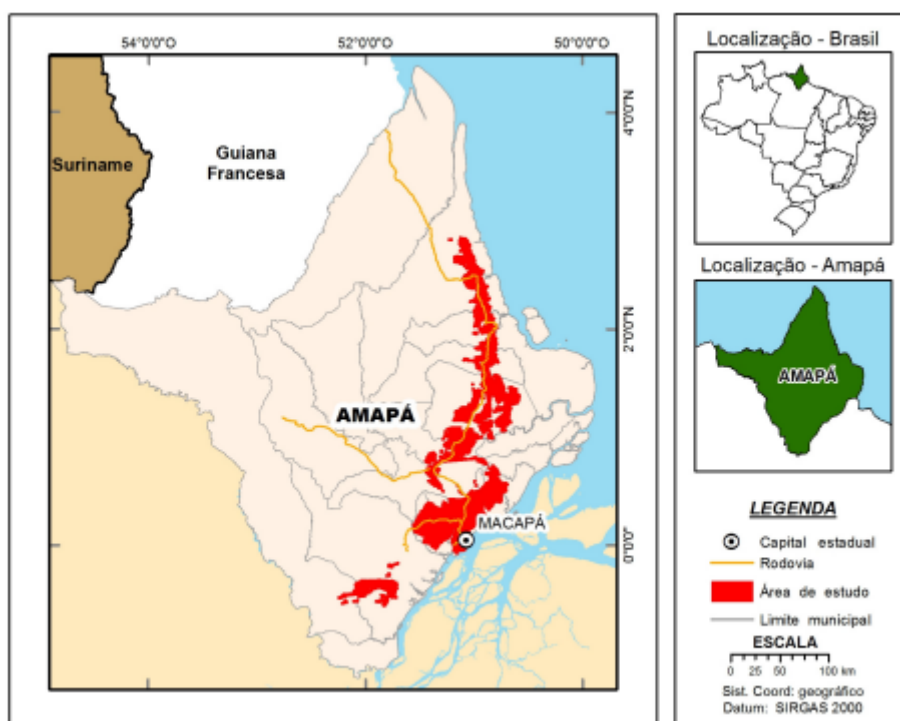 54°0'0"O
52°0'0"O
50°0'0"O
4°0'0"N
2°0'0"N
0°0'0"
Suriname
Guiana
Francesa
AMAPÁ
MACAPÁ
Localização - Brasil
Localização - Amapá
AMAPÁ
LEGENDA
Capital estadual
Rodovia
Área de estudo
Limite municipal
ESCALA
0 25 50 100 km
Sist. Coord: geográfico
Datum: SIRGAS 2000